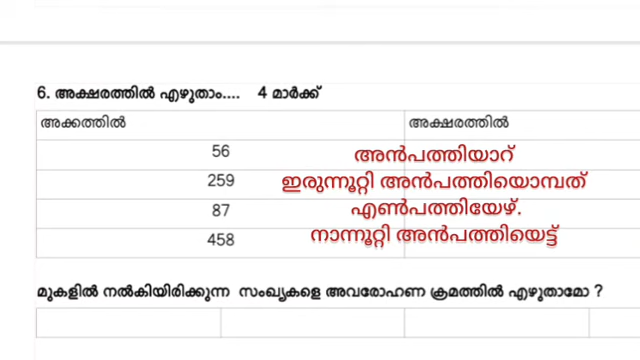 6. അക്ഷരത്തിൽ എഴുതാം.... 4 മാർക്ക്
അക്കത്തിൽ അക്ഷരത്തിൽ
56 അൻപത്തിയാറ്
259 ഇരുന്നൂറ്റി അൻപത്തിയൊമ്പത്
87 എൺപത്തിയേഴ്.
458 നാന്നൂറ്റി അൻപത്തിയെട്ട്
മുകളിൽ നൽകിയിരിക്കുന്ന സംഖ്യകളെ അവരോഹണ ക്രമത്തിൽ എഴുതാമോ ?